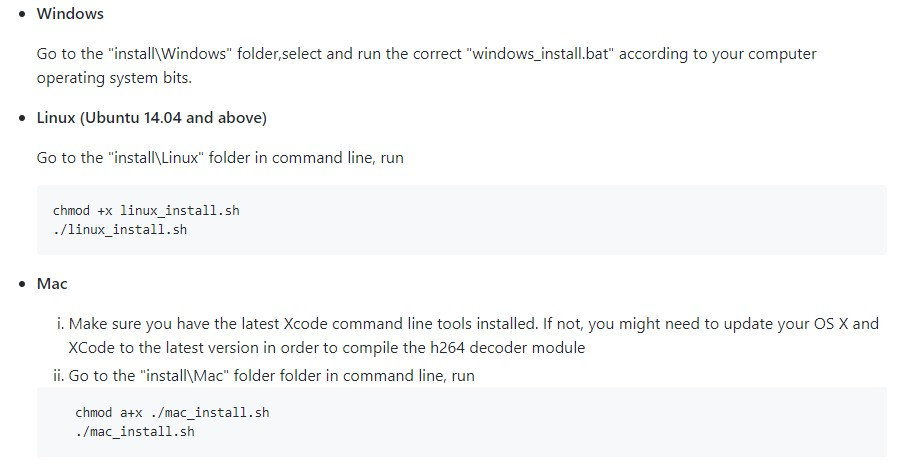 Windows
Go to the "install\Windows" folder,select and run the correct "windows_install.bat" according to your computer
operating system bits.
Linux (Ubuntu 14.04 and above)
Go to the "install\Linux" folder in command line, run
chmod +x linux_install.sh
./linux_install.sh
Mac
i. Make sure you have the latest Xcode command line tools installed. If not, you might need to update your OS X and
XCode to the latest version in order to compile the h264 decoder module
ii. Go to the "install\Mac" folder folder in command line, run
chmod a+x ./mac_install.sh
./mac_install.sh